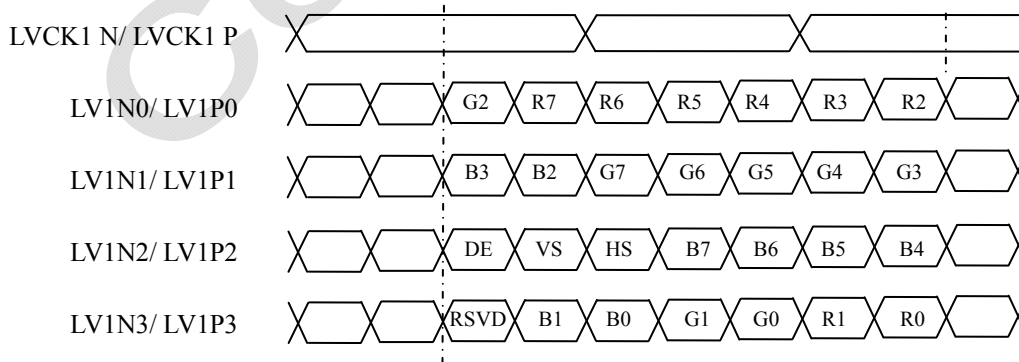 LVCK1 N/ LVCK1 P
LV1N0/ LV1P0 G2 R7 R6 R5 R4 R3 R2
LV1N1/ LV1P1 B3 B2 G7 G6 G5 G4 G3
LV1N2/ LV1P2 DE VS HS B7 B6 B5 B4
LV1N3/ LV1P3 RSVD B1 B0 G1 G0 R1 R0